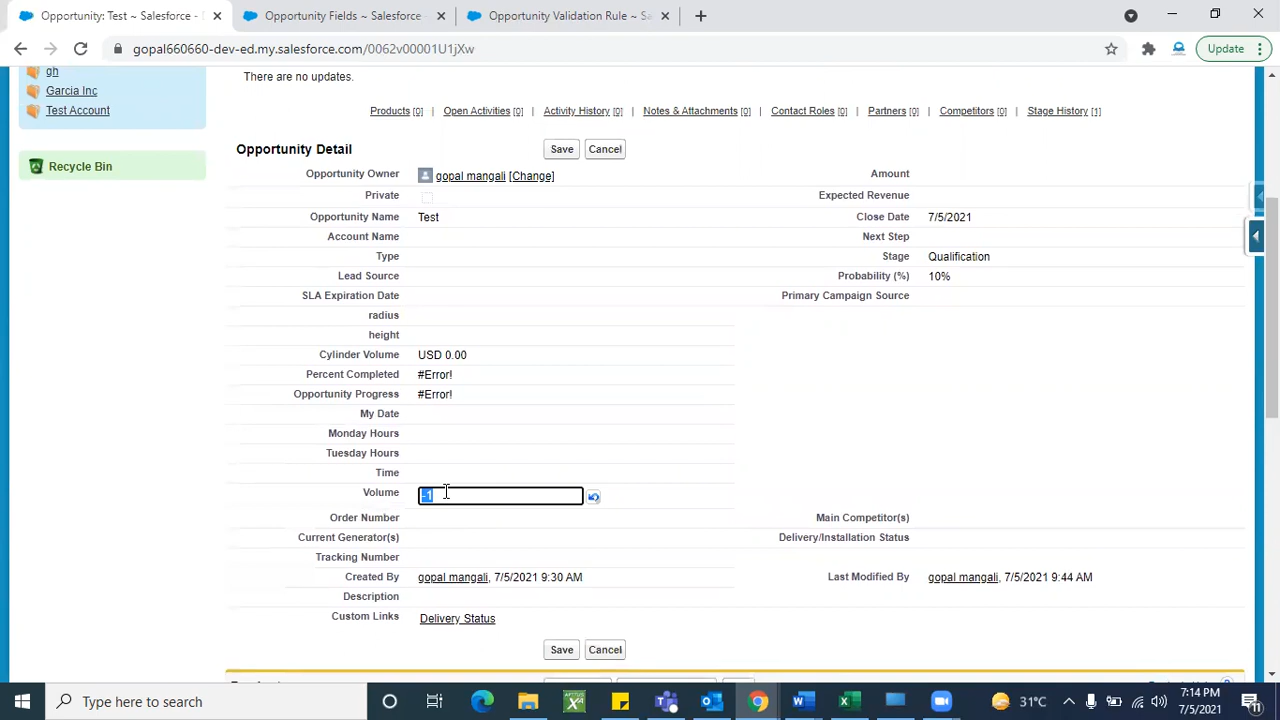 Opportunity: Test ~ Salesforce - D
Opportunity Fields ~ Salesforce -
Opportunity Validation Rule ~ Sa
gopal660660-dev-ed.my.salesforce.com/0062v00001U1jXw
Update
gh
Garcia Inc
Test Account
Recycle Bin
There are no updates.
Products [0] | Open Activities [0] | Activity History [0] | Notes & Attachments [0] | Contact Roles [0] | Partners [0] | Competitors [0] | Stage History [1]
Opportunity Detail Save Cancel
Opportunity Owner gopal mangali [Change] Amount
Private Expected Revenue
Opportunity Name Test Close Date 7/5/2021
Account Name Next Step
Type Stage Qualification
Lead Source Probability (%) 10%
SLA Expiration Date Primary Campaign Source
radius
height
Cylinder Volume USD 0.00
Percent Completed #Error!
Opportunity Progress #Error!
My Date
Monday Hours
Tuesday Hours
Time
Volume -1
Order Number Main Competitor(s)
Current Generator(s) Delivery/Installation Status
Tracking Number
Created By gopal mangali, 7/5/2021 9:30 AM Last Modified By gopal mangali, 7/5/2021 9:44 AM
Description
Custom Links Delivery Status
Save Cancel
Type here to search
31°C
7:14 PM
7/5/2021